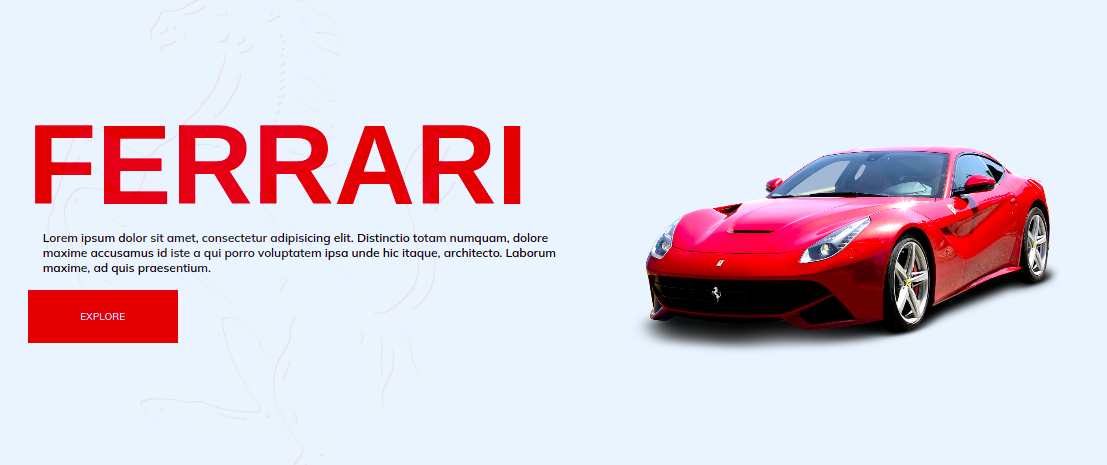 FERRARI
Lorem ipsum dolor sit amet, consectetur adipisicing elit. Distinctio totam numquam, dolore
maxime accusamus id iste a qui porro voluptatem ipsa unde hic itaque, architecto. Laborum
maxime, ad quis praesentium.
EXPLORE